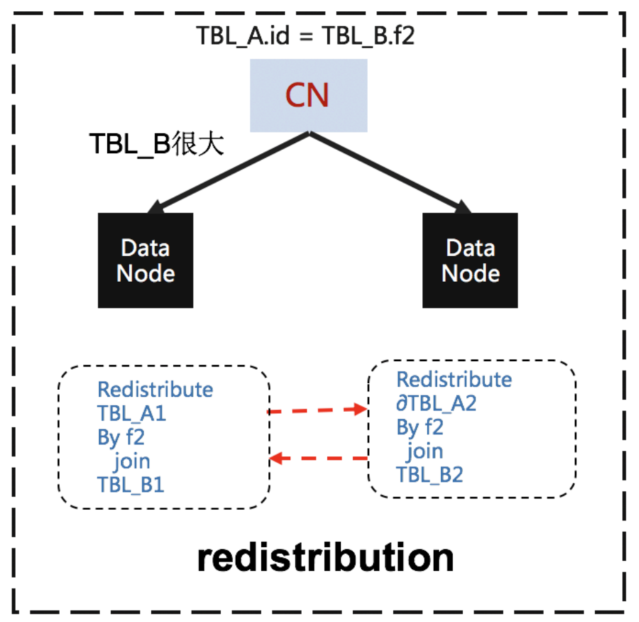 TBL_A.id = TBL_B.f2
CN
TBL_B很大
Data
Node
Data
Node
Redistribute
TBL_A1
By f2
join
TBL_B1
Redistribute
∂TBL_A2
By f2
join
TBL_B2
redistribution